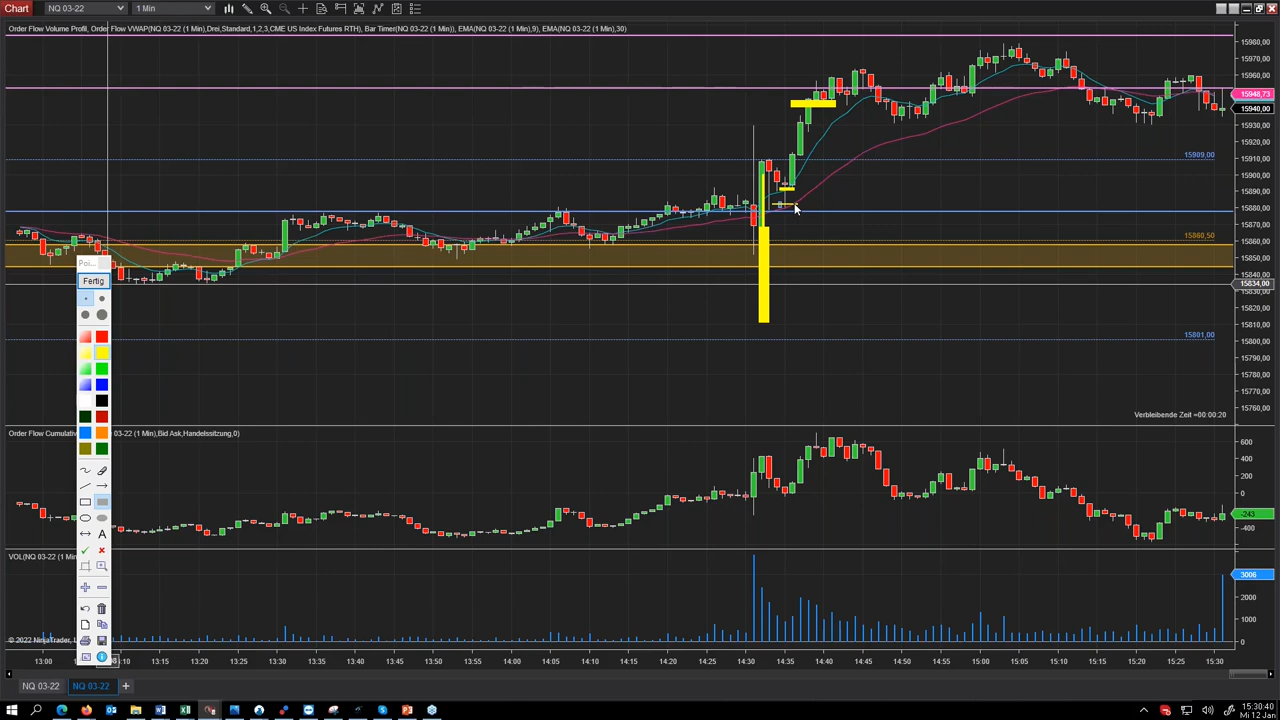 Chart NQ 03-22 1 Min
Order Flow Volume Profil, Order Flow VWAP(NQ 03-22 (1 Min),Drei,Standard,1,2,3,CME US Index Futures RTH), Bar Timer(NQ 03-22 (1 Min)), EMA(NQ 03-22 (1 Min),9), EMA(NQ 03-22 (1 Min),30)
15980,00
15970,00
15960,00
15948,73
15940,00
15930,00
15920,00
15909,00
15910,00
15900,00
15890,00
15880,00
15870,00
15860,50
15860,00
15850,00
15840,00
15834,00
15820,00
15810,00
15801,00
15800,00
15790,00
15780,00
15770,00
15760,00
Poi...
Fertig
A
Verbleibende Zeit =00:00:20
Order Flow Cumulativ
03-22 (1 Min),Bid Ask,Handelssitzung,0)
600
400
200
0
-243
-400
VOL(NQ 03-22 (1 Min
3006
2000
1000
0
© 2022 NinjaTrader,
13:00 13:10 13:15 13:20 13:25 13:30 13:35 13:40 13:45 13:50 13:55 14:00 14:05 14:10 14:15 14:20 14:25 14:30 14:35 14:40 14:45 14:50 14:55 15:00 15:05 15:10 15:15 15:20 15:25 15:30
NQ 03-22 NQ 03-22 +
15:30:40
Mi 12 Jan